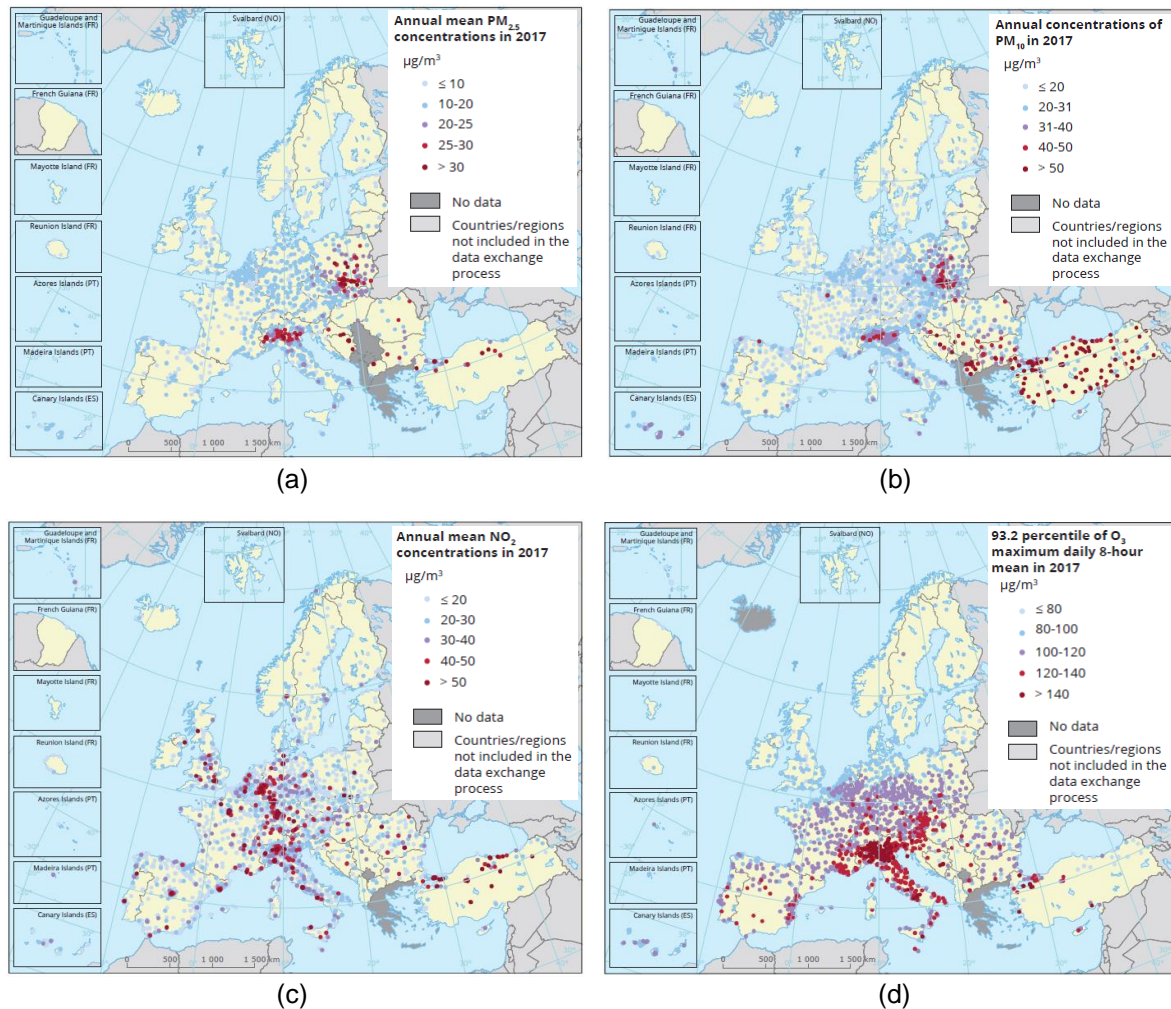 Guadeloupe and
Martinique Islands (FR)
French Guiana (FR)
Mayotte Island (FR)
Reunion Island (FR)
Azores Islands (PT)
Madeira Islands (PT)
Canary Islands (ES)
Svalbard (NO)
Annual mean PM2.5
concentrations in 2017
µg/m3
≤ 10
10-20
20-25
25-30
> 30
No data
Countries/regions
not included in the
data exchange
process
0 500 1 000 1 500 km
(a)
Guadeloupe and
Martinique Islands (FR)
French Guiana (FR)
Mayotte Island (FR)
Reunion Island (FR)
Azores Islands (PT)
Madeira Islands (PT)
Canary Islands (ES)
Svalbard (NO)
Annual concentrations of
PM10 in 2017
µg/m3
≤ 20
20-31
31-40
40-50
> 50
No data
Countries/regions
not included in the
data exchange
process
0 500 1 000 1 500 km
(b)
Guadeloupe and
Martinique Islands (FR)
French Guiana (FR)
Mayotte Island (FR)
Reunion Island (FR)
Azores Islands (PT)
Madeira Islands (PT)
Canary Islands (ES)
Svalbard (NO)
Annual mean NO2
concentrations in 2017
µg/m3
≤ 20
20-30
30-40
40-50
> 50
No data
Countries/regions
not included in the
data exchange
process
0 500 1 000 1 500 km
(c)
Guadeloupe and
Martinique Islands (FR)
French Guiana (FR)
Mayotte Island (FR)
Reunion Island (FR)
Azores Islands (PT)
Madeira Islands (PT)
Canary Islands (ES)
Svalbard (NO)
93.2 percentile of O3
maximum daily 8-hour
mean in 2017
µg/m3
≤ 80
80-100
100-120
120-140
> 140
No data
Countries/regions
not included in the
data exchange
process
0 500 1 000 1 500 km
(d)